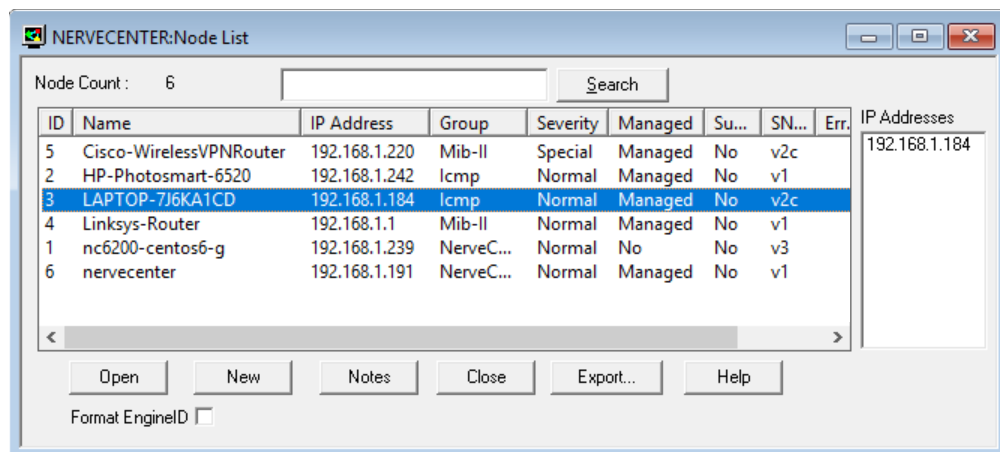 NERVECENTER:Node List
Node Count : 6 Search
ID Name IP Address Group Severity Managed Su... SN... Err. IP Addresses
5 Cisco-WirelessVPNRouter 192.168.1.220 Mib-II Special Managed No v2c 192.168.1.184
2 HP-Photosmart-6520 192.168.1.242 Icmp Normal Managed No v1
3 LAPTOP-7J6KA1CD 192.168.1.184 Icmp Normal Managed No v2c
4 Linksys-Router 192.168.1.1 Mib-II Normal Managed No v1
1 nc6200-centos6-g 192.168.1.239 NerveC... Normal No No v3
6 nervecenter 192.168.1.191 NerveC... Normal Managed No v1
Open New Notes Close Export... Help
Format EngineID